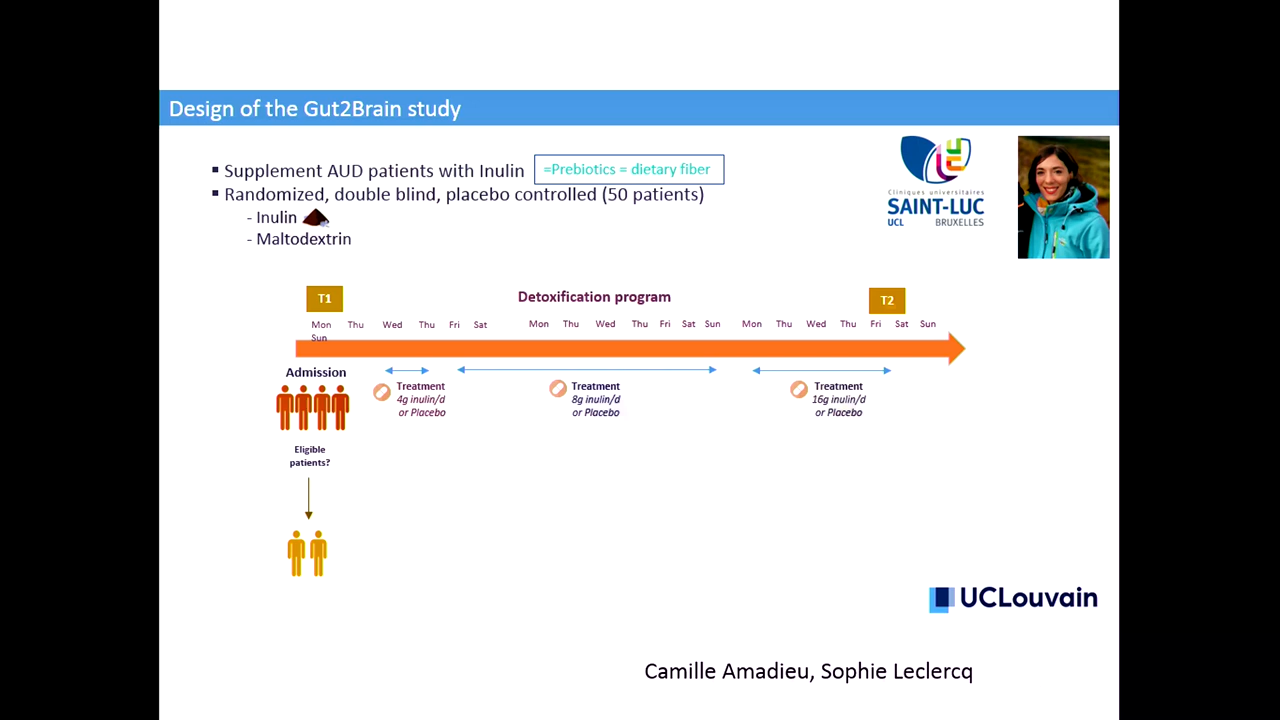 Design of the Gut2Brain study
▪ Supplement AUD patients with Inulin
=Prebiotics = dietary fiber
▪ Randomized, double blind, placebo controlled (50 patients)
- Inulin
- Maltodextrin
Cliniques universitaires
SAINT-LUC
UCL BRUXELLES
T1
Detoxification program
T2
Mon Thu Wed Thu Fri Sat Mon Thu Wed Thu Fri Sat Sun Mon Thu Wed Thu Fri Sat Sun
Sun
Admission
Treatment
4g inulin/d
or Placebo
Treatment
8g inulin/d
or Placebo
Treatment
16g inulin/d
or Placebo
Eligible
patients?
UCLouvain
Camille Amadieu, Sophie Leclercq